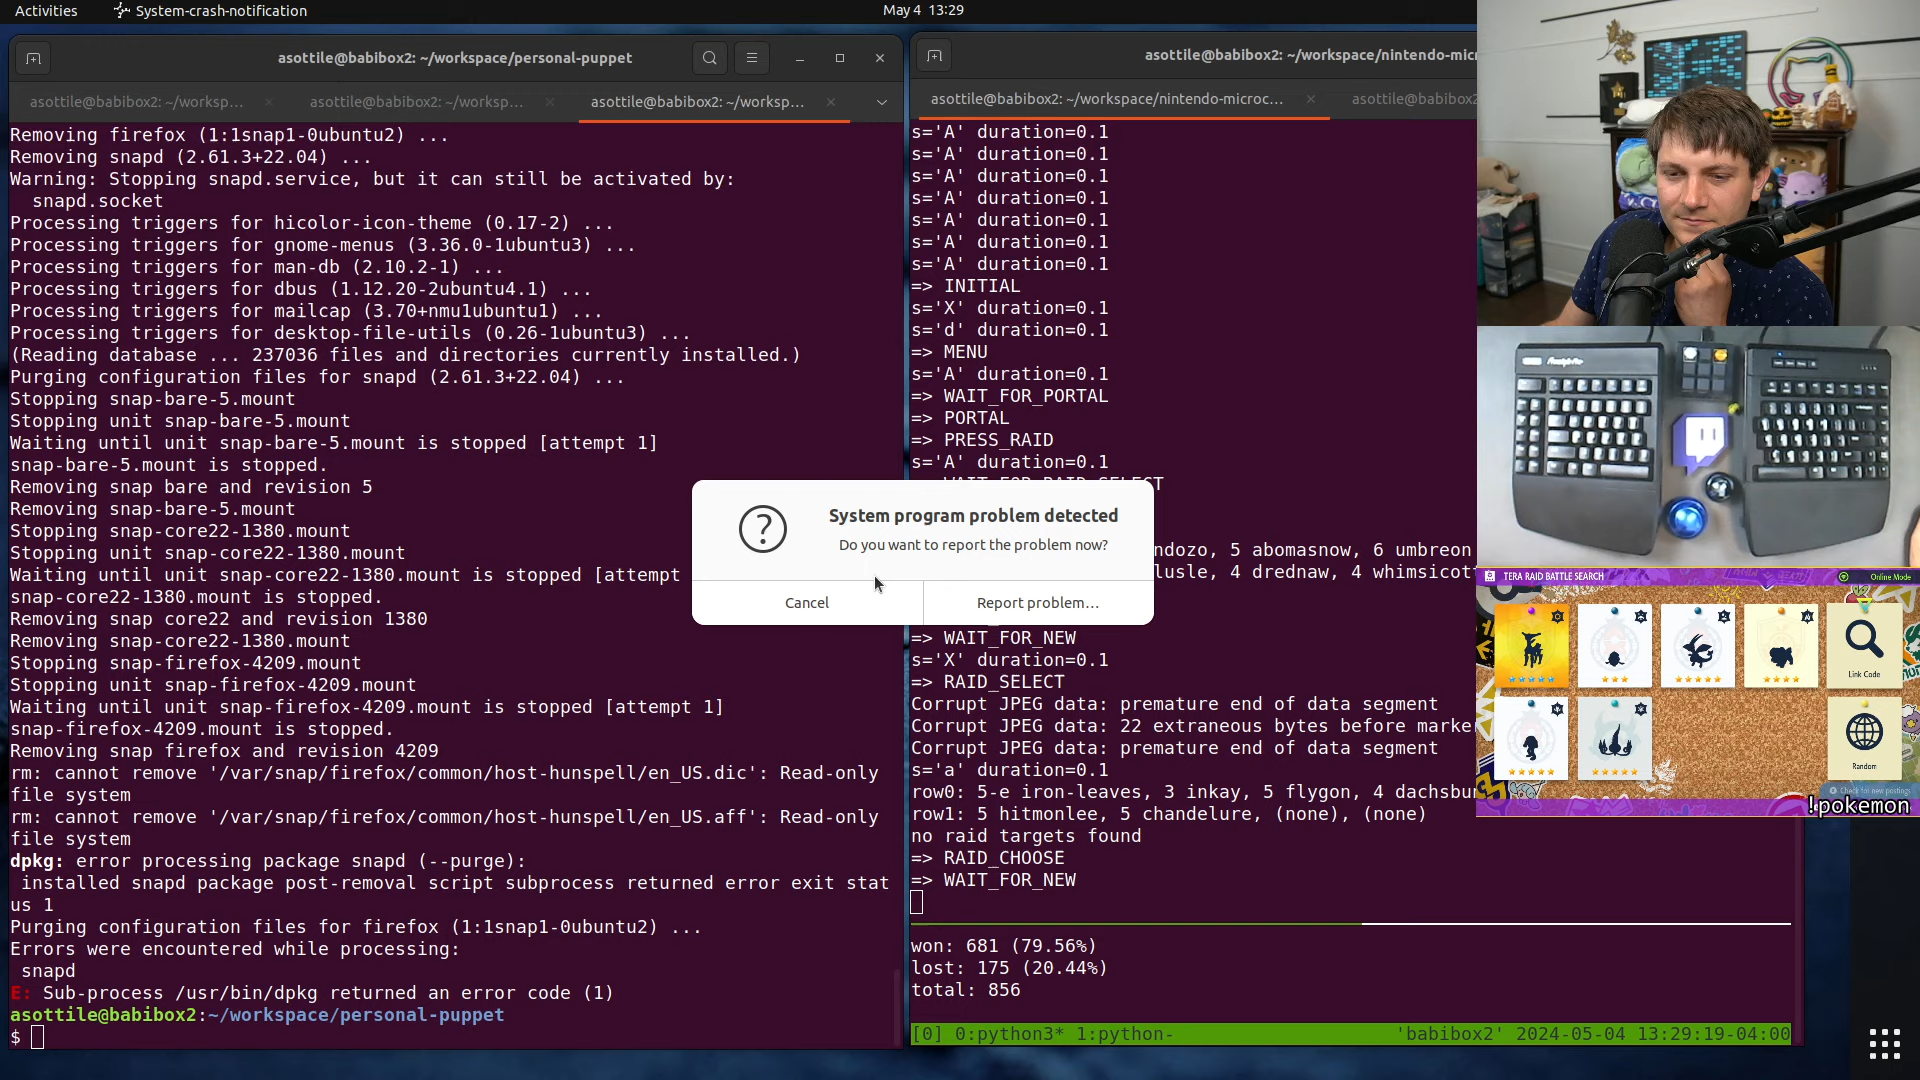 Activities
System-crash-notification
May 4 13:29
asottile@babibox2: ~/workspace/personal-puppet
asottile@babibox2: ~/worksp...
asottile@babibox2: ~/worksp...
asottile@babibox2: ~/worksp...
Removing firefox (1:1snap1-0ubuntu2) ...
Removing snapd (2.61.3+22.04) ...
Warning: Stopping snapd.service, but it can still be activated by:
snapd.socket
Processing triggers for hicolor-icon-theme (0.17-2) ...
Processing triggers for gnome-menus (3.36.0-1ubuntu3) ...
Processing triggers for man-db (2.10.2-1) ...
Processing triggers for dbus (1.12.20-2ubuntu4.1) ...
Processing triggers for mailcap (3.70+nmu1ubuntu1) ...
Processing triggers for desktop-file-utils (0.26-1ubuntu3) ...
(Reading database ... 237036 files and directories currently installed.)
Purging configuration files for snapd (2.61.3+22.04) ...
Stopping snap-bare-5.mount
Stopping unit snap-bare-5.mount
Waiting until unit snap-bare-5.mount is stopped [attempt 1]
snap-bare-5.mount is stopped.
Removing snap bare and revision 5
Removing snap-bare-5.mount
Stopping snap-core22-1380.mount
Stopping unit snap-core22-1380.mount
Waiting until unit snap-core22-1380.mount is stopped [attempt
snap-core22-1380.mount is stopped.
Removing snap core22 and revision 1380
Removing snap-core22-1380.mount
Stopping snap-firefox-4209.mount
Stopping unit snap-firefox-4209.mount
Waiting until unit snap-firefox-4209.mount is stopped [attempt 1]
snap-firefox-4209.mount is stopped.
Removing snap firefox and revision 4209
rm: cannot remove '/var/snap/firefox/common/host-hunspell/en_US.dic': Read-only
file system
rm: cannot remove '/var/snap/firefox/common/host-hunspell/en_US.aff': Read-only
file system
dpkg: error processing package snapd (--purge):
installed snapd package post-removal script subprocess returned error exit stat
us 1
Purging configuration files for firefox (1:1snap1-0ubuntu2) ...
Errors were encountered while processing:
snapd
E: Sub-process /usr/bin/dpkg returned an error code (1)
asottile@babibox2:~/workspace/personal-puppet
$
System program problem detected
Do you want to report the problem now?
Cancel
Report problem...
asottile@babibox2: ~/workspace/nintendo-mic
asottile@babibox2: ~/workspace/nintendo-microc...
asottile@babibox2
s='A' duration=0.1
s='A' duration=0.1
s='A' duration=0.1
s='A' duration=0.1
s='A' duration=0.1
s='A' duration=0.1
s='A' duration=0.1
=> INITIAL
s='X' duration=0.1
s='d' duration=0.1
=> MENU
s='A' duration=0.1
=> WAIT_FOR_PORTAL
=> PORTAL
=> PRESS_RAID
s='A' duration=0.1
WAIT_FOR_RAID_SELECT
ndozo, 5 abomasnow, 6 umbreon
lusle, 4 drednaw, 4 whimsicott
=> WAIT_FOR_NEW
s='X' duration=0.1
=> RAID_SELECT
Corrupt JPEG data: premature end of data segment
Corrupt JPEG data: 22 extraneous bytes before marke
Corrupt JPEG data: premature end of data segment
s='a' duration=0.1
row0: 5-e iron-leaves, 3 inkay, 5 flygon, 4 dachsbu
row1: 5 hitmonlee, 5 chandelure, (none), (none)
no raid targets found
=> RAID_CHOOSE
=> WAIT_FOR_NEW
won: 681 (79.56%)
lost: 175 (20.44%)
total: 856
[0] 0:python3* 1:python- 'babibox2' 2024-05-04 13:29:19-04:00
TERA RAID BATTLE SEARCH
Online Mode
Link Code
Random
Check for new postings
!pokemon